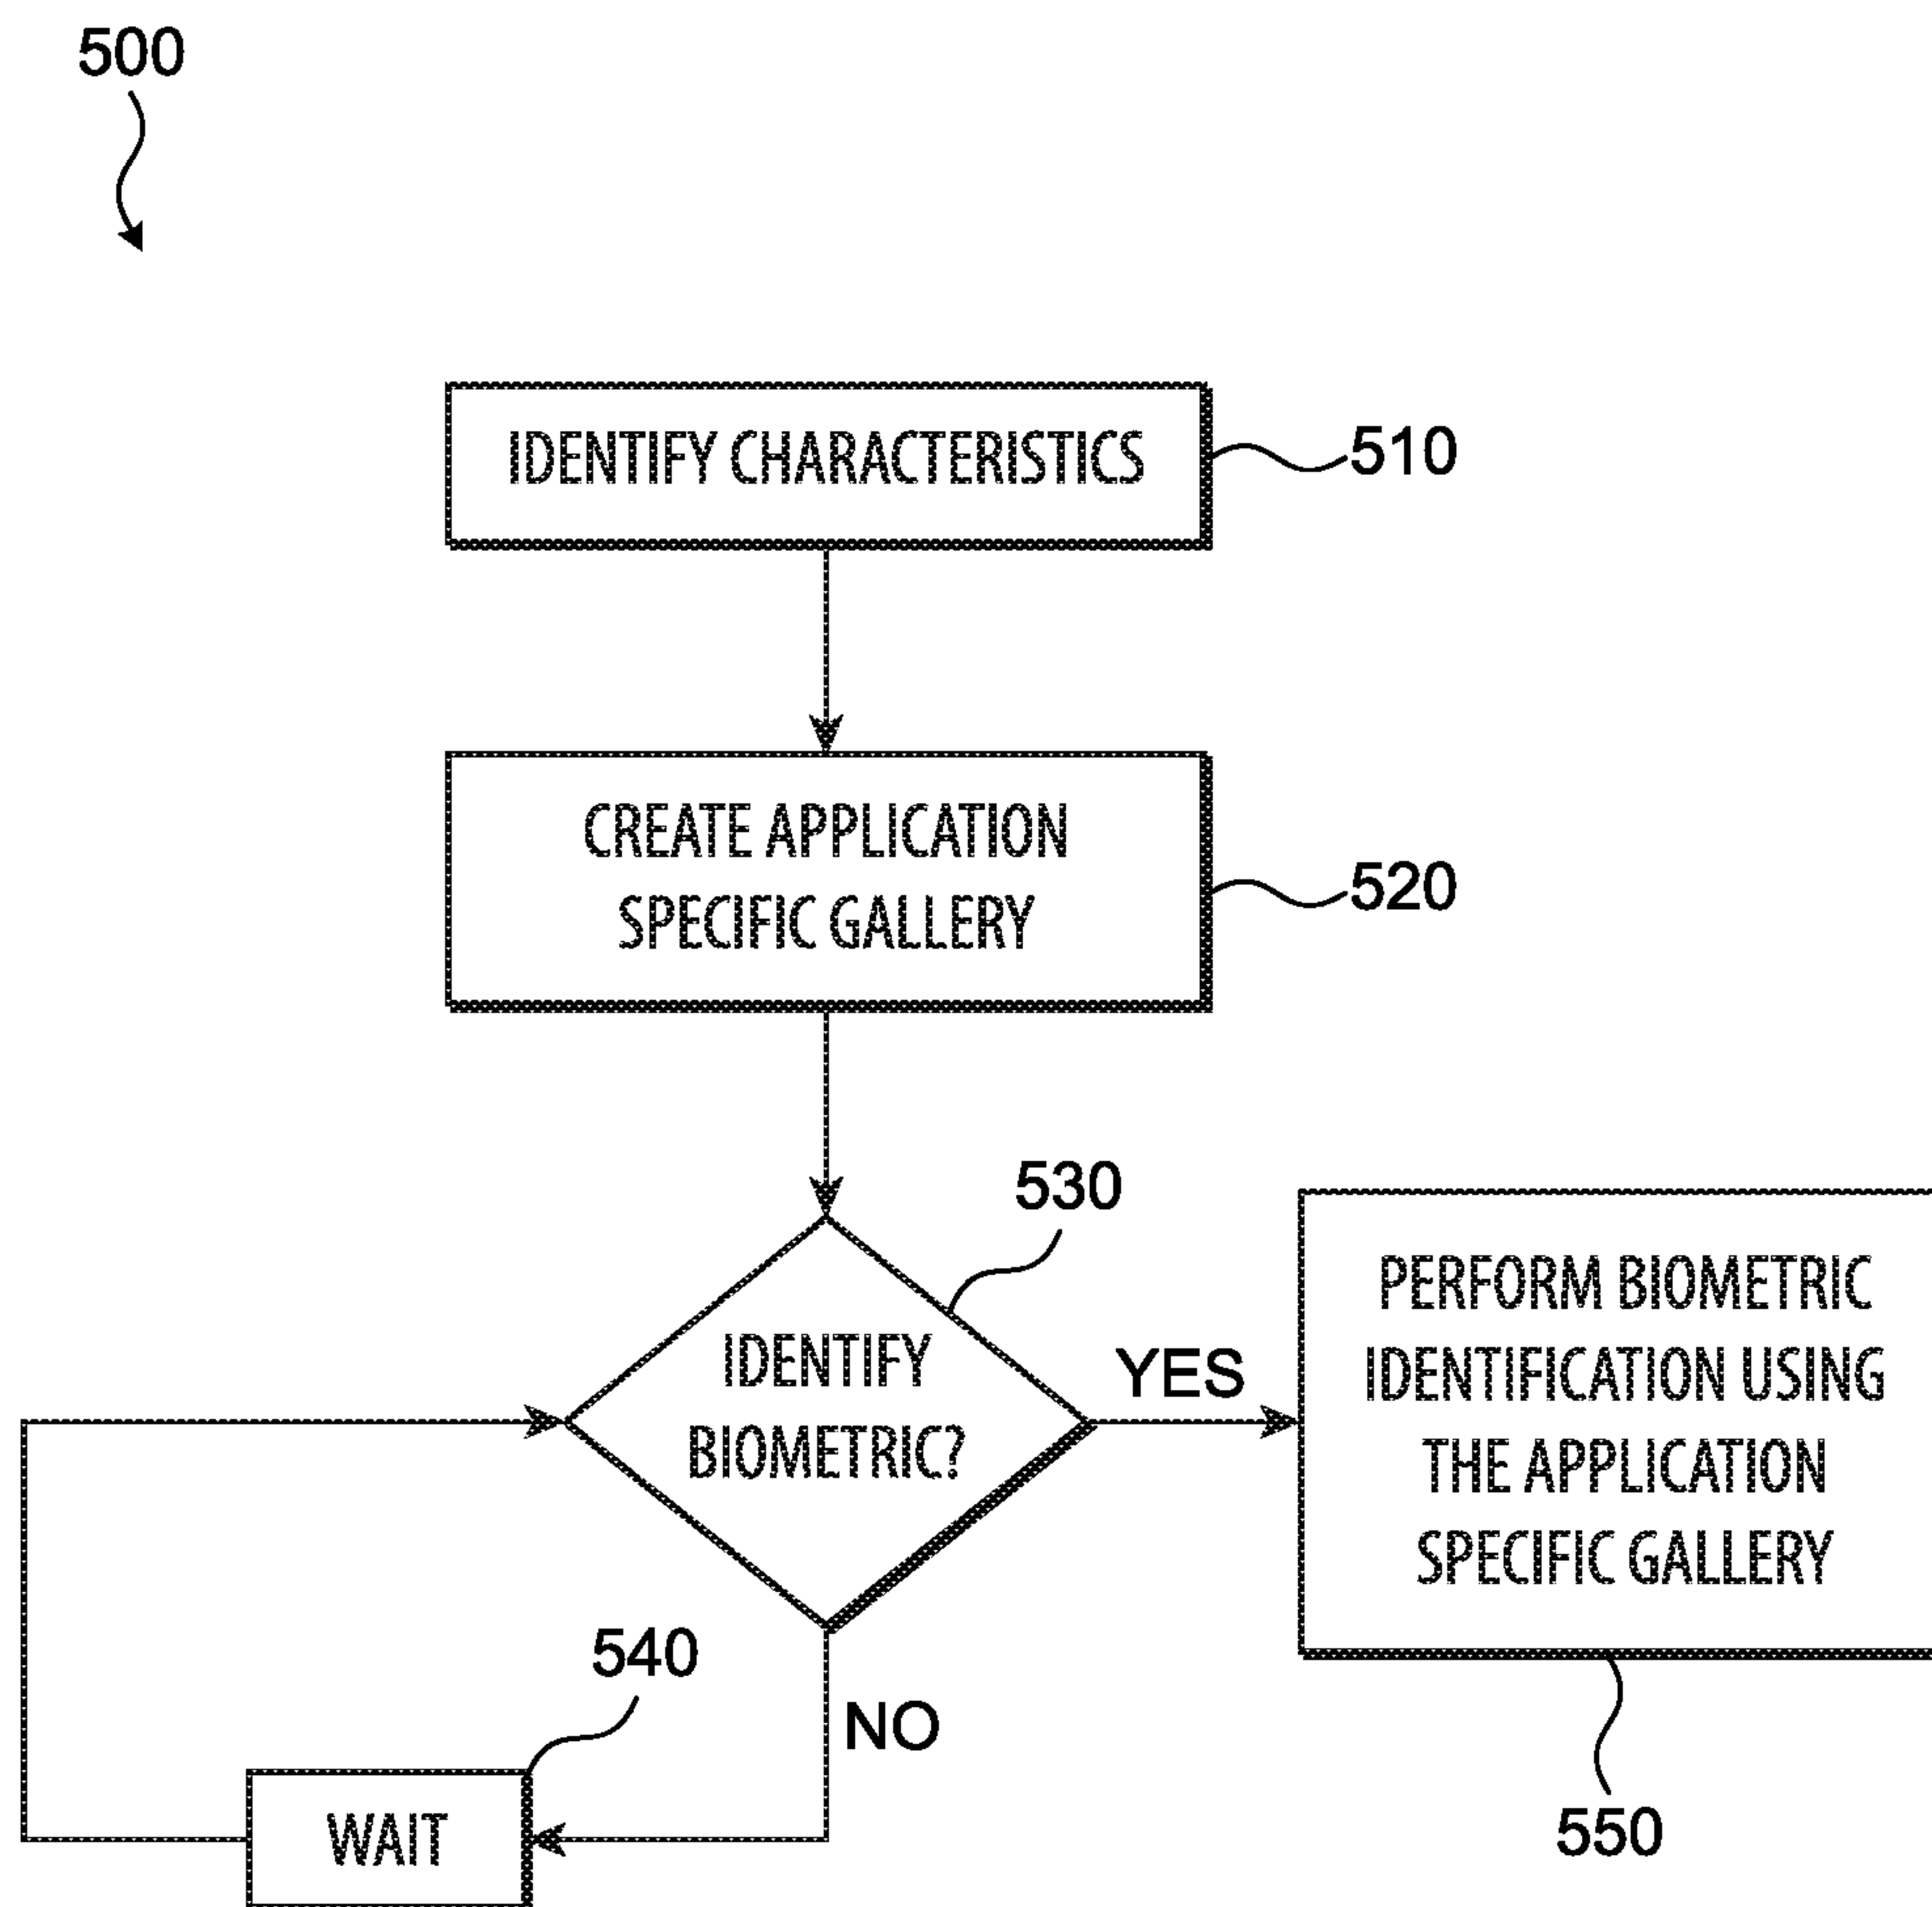 500
IDENTIFY CHARACTERISTICS
510
CREATE APPLICATION
SPECIFIC GALLERY
520
530
IDENTIFY
BIOMETRIC?
YES
PERFORM BIOMETRIC
IDENTIFICATION USING
THE APPLICATION
SPECIFIC GALLERY
540
NO
WAIT
550